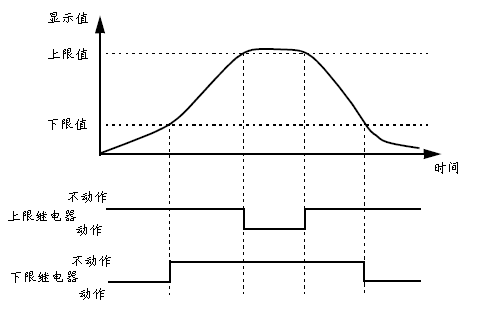 显示值
上限值
下限值
时间
不动作
上限继电器
动作
不动作
下限继电器
动作